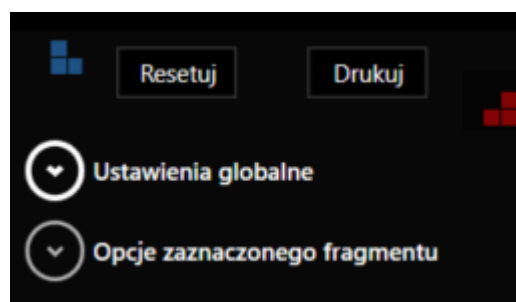 Resetuj Drukuj
Ustawienia globalne
Opcje zaznaczonego fragmentu